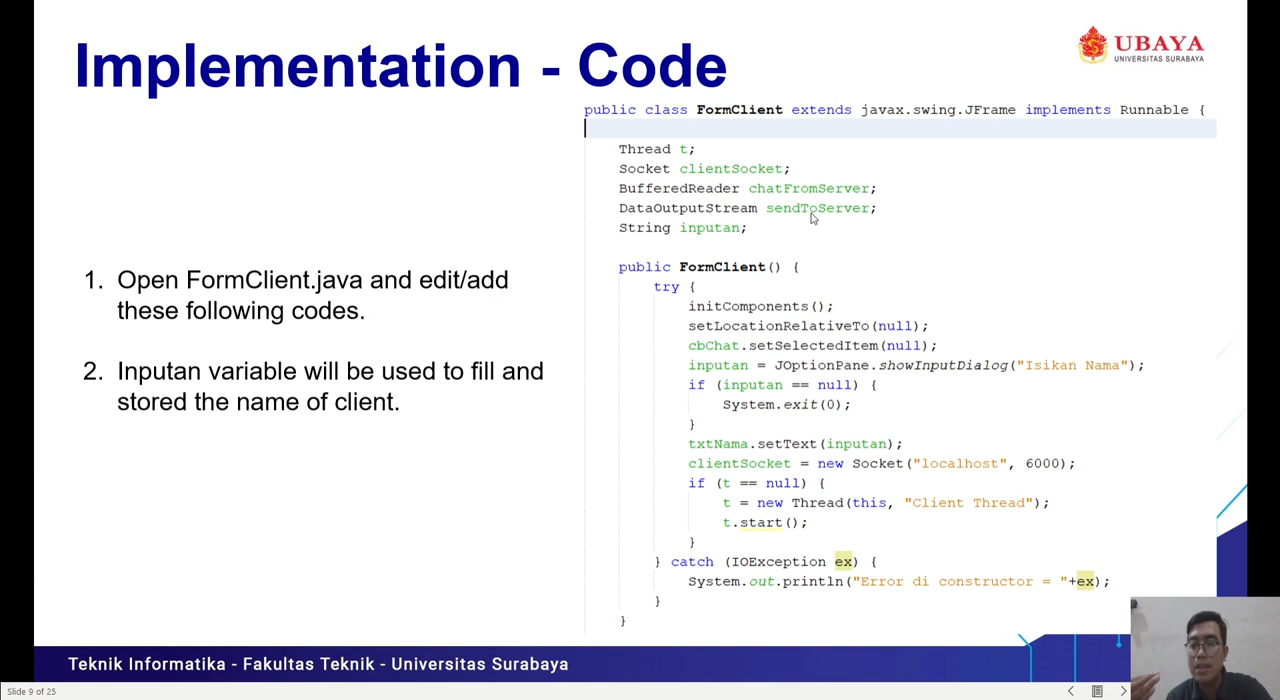 Implementation - Code
UBAYA
UNIVERSITAS SURABAYA
1. Open FormClient.java and edit/add
these following codes.
2. Inputan variable will be used to fill and
stored the name of client.
public class FormClient extends javax.swing.JFrame implements Runnable {
Thread t;
Socket clientSocket;
BufferedReader chatFromServer;
DataOutputStream sendToServer;
String inputan;
public FormClient() {
try {
initComponents();
setLocationRelativeTo(null);
cbChat.setSelectedItem(null);
inputan = JOptionPane.showInputDialog("Isikan Nama");
if (inputan == null) {
System.exit(0);
}
txtNama.setText(inputan);
clientSocket = new Socket("localhost", 6000);
if (t == null) {
t = new Thread(this, "Client Thread");
t.start();
}
} catch (IOException ex) {
System.out.println("Error di constructor = "+ex);
}
}
Teknik Informatika - Fakultas Teknik - Universitas Surabaya
Slide 9 of 25